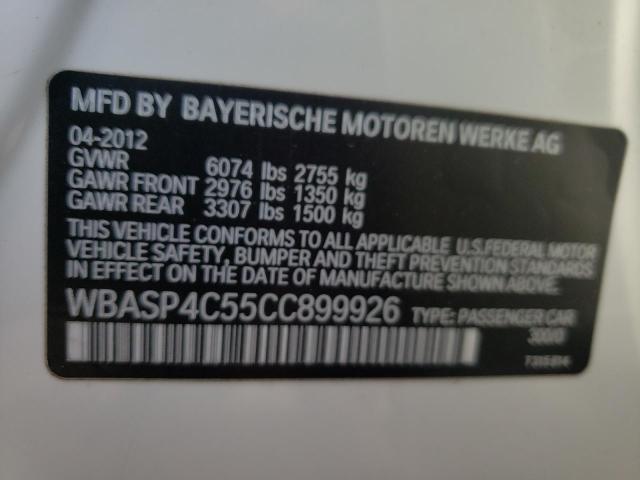 MFD BY BAYERISCHE MOTOREN WERKE AG
04-2012
GVWR 6074 lbs 2755 kg
GAWR FRONT 2976 lbs 1350 kg
GAWR REAR 3307 lbs 1500 kg
THIS VEHICLE CONFORMS TO ALL APPLICABLE U.S.FEDERAL MOTOR
VEHICLE SAFETY, BUMPER AND THEFT PREVENTION STANDARDS
IN EFFECT ON THE DATE OF MANUFACTURE SHOWN ABOVE.
WBASP4C55CC899926 TYPE: PASSENGER CAR